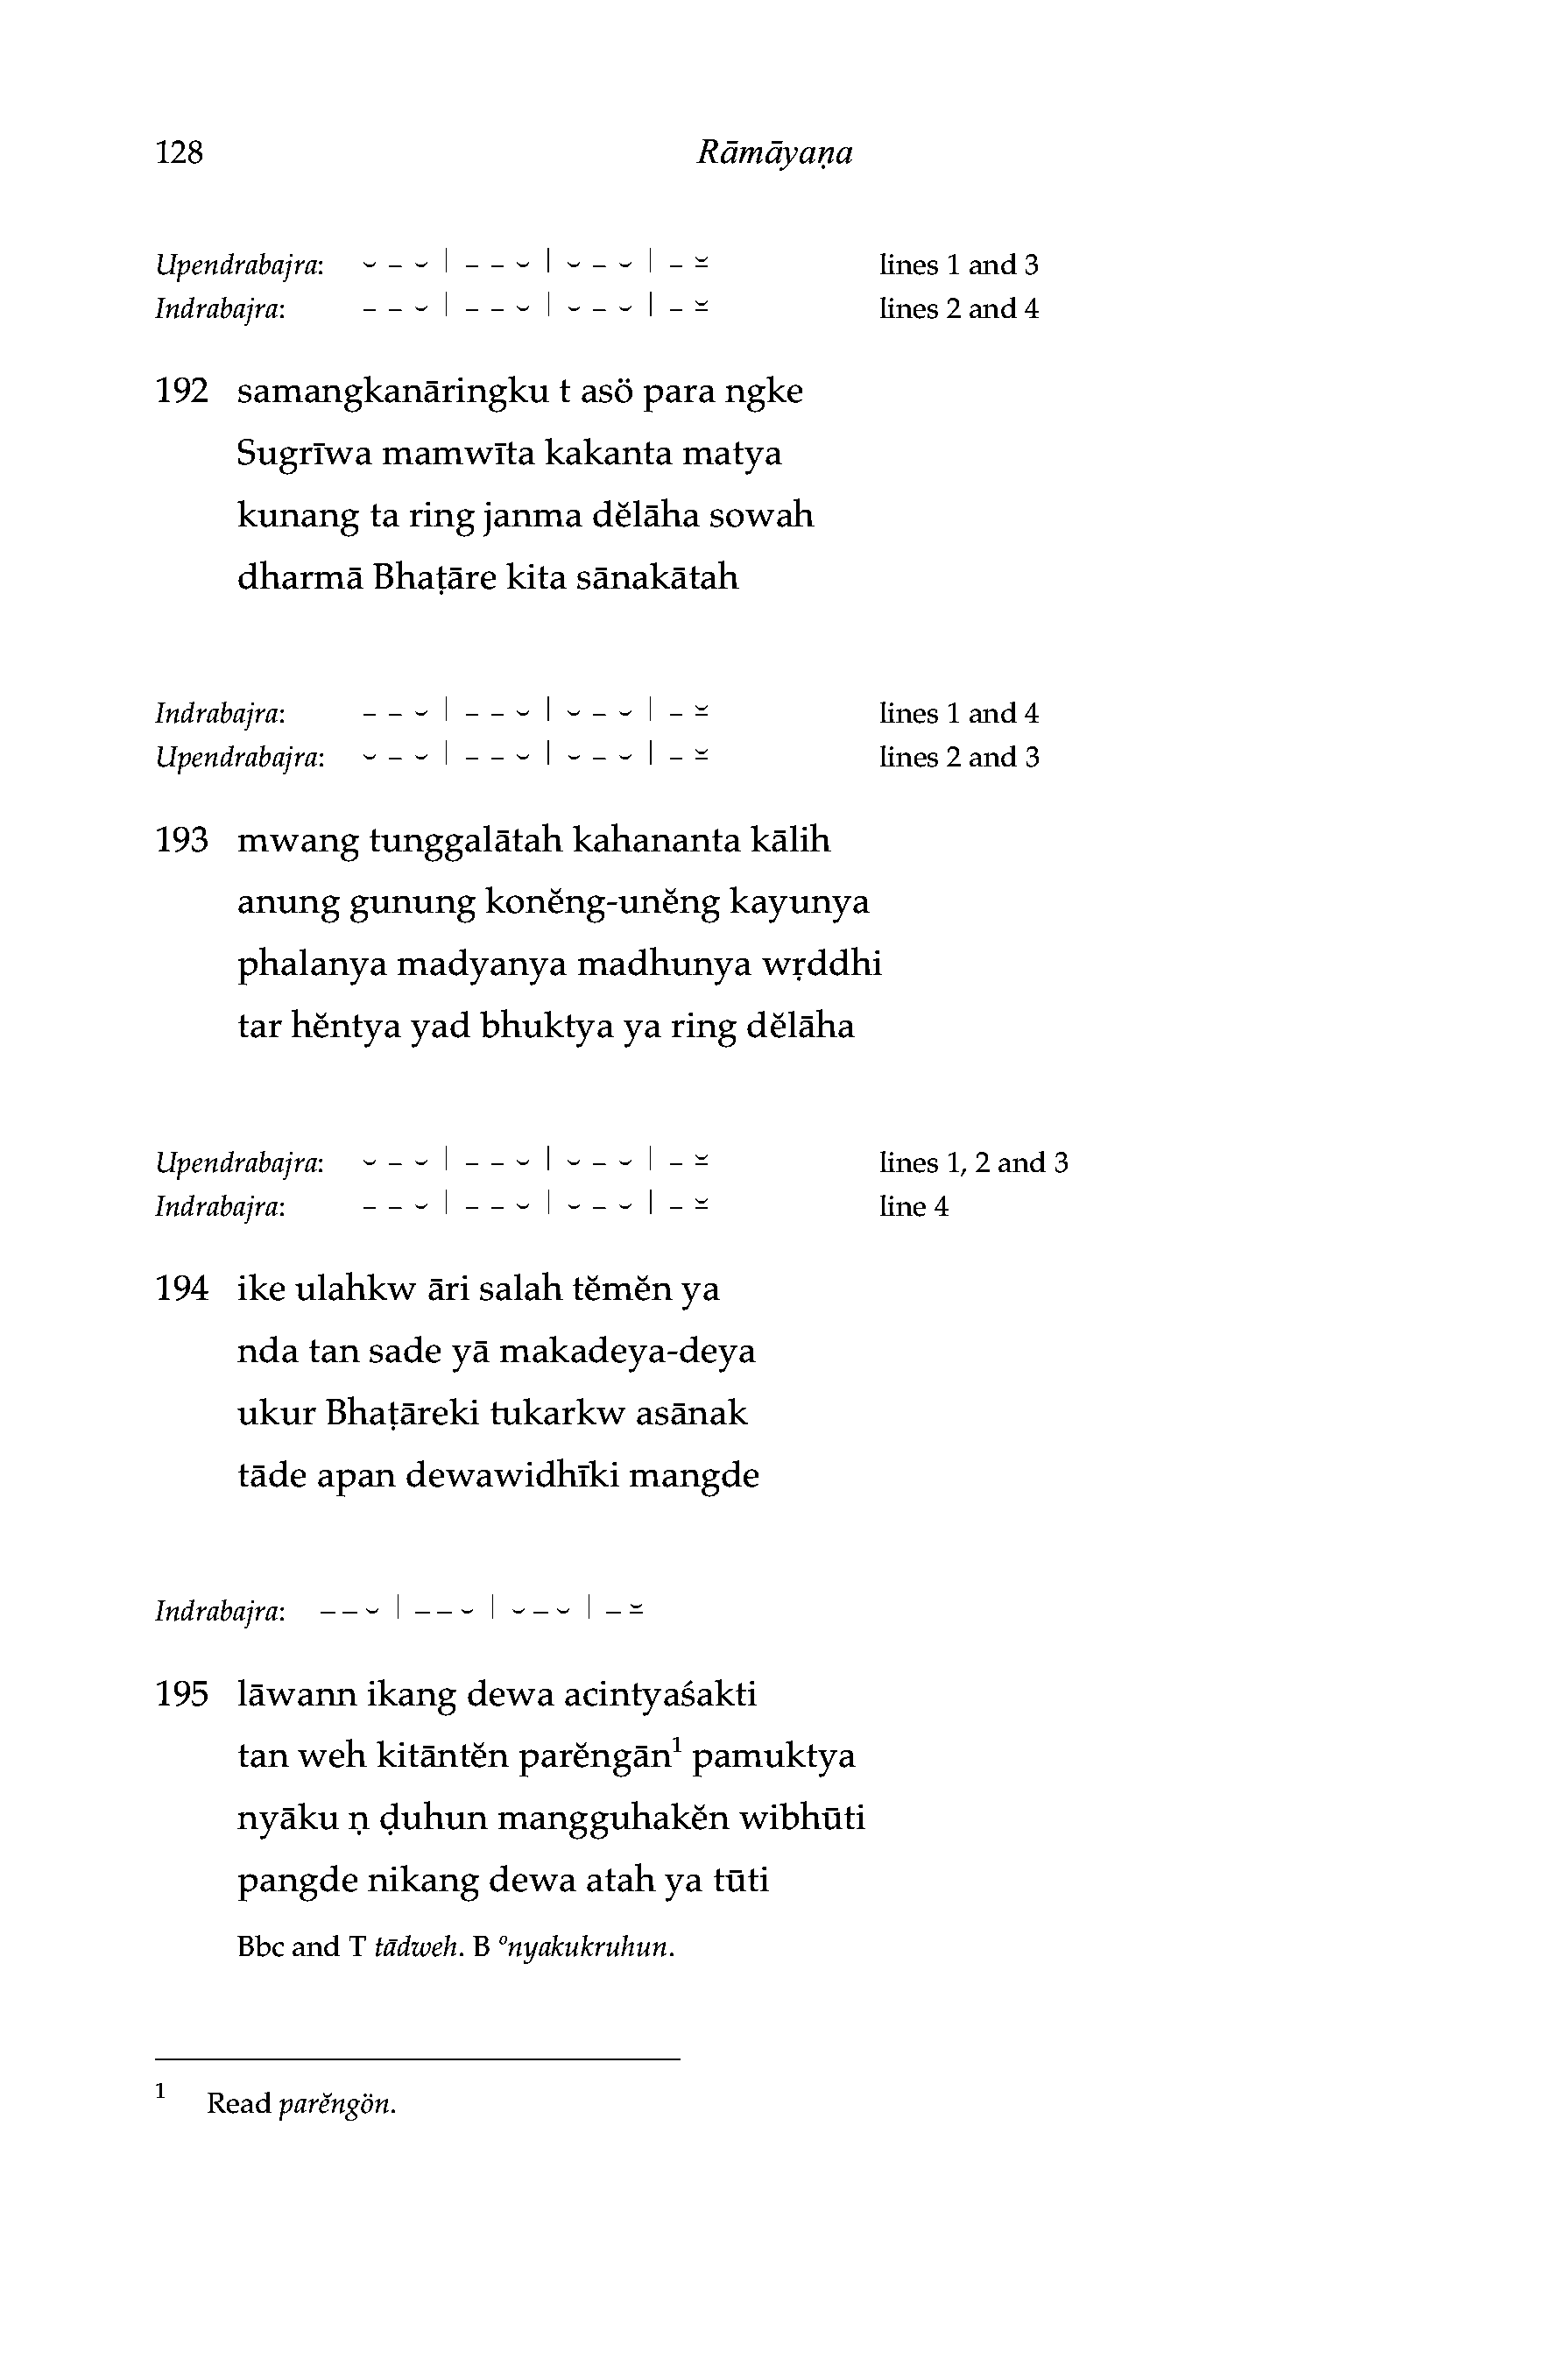 128 Rāmāyaṇa
Upendrabajra: ⏑ – ⏑ | – – ⏑ | ⏑ – ⏑ | – ⏓ lines 1 and 3
Indrabajra: – – ⏑ | – – ⏑ | ⏑ – ⏑ | – ⏓ lines 2 and 4
192 samangkanāringku t asö para ngke
Sugrīwa mamwīta kakanta matya
kunang ta ring janma dĕlāha sowah
dharmā Bhaṭāre kita sānakātah
Indrabajra: – – ⏑ | – – ⏑ | ⏑ – ⏑ | – ⏓ lines 1 and 4
Upendrabajra: ⏑ – ⏑ | – – ⏑ | ⏑ – ⏑ | – ⏓ lines 2 and 3
193 mwang tunggalātah kahananta kālih
anung gunung konĕng-unĕng kayunya
phalanya madyanya madhunya wṛddhi
tar hĕntya yad bhuktya ya ring dĕlāha
Upendrabajra: ⏑ – ⏑ | – – ⏑ | ⏑ – ⏑ | – ⏓ lines 1, 2 and 3
Indrabajra: – – ⏑ | – – ⏑ | ⏑ – ⏑ | – ⏓ line 4
194 ike ulahkw āri salah tĕmĕn ya
nda tan sade yā makadeya-deya
ukur Bhaṭāreki tukarkw asānak
tāde apan dewawidhīki mangde
Indrabajra: – – ⏑ | – – ⏑ | ⏑ – ⏑ | – ⏓
195 lāwann ikang dewa acintyaśakti
tan weh kitāntĕn parĕngān¹ pamuktya
nyāku ṇ ḍuhun mangguhakĕn wibhūti
pangde nikang dewa atah ya tūti
Bbc and T tādweh. B °nyakukruhun.
¹ Read parĕngön.